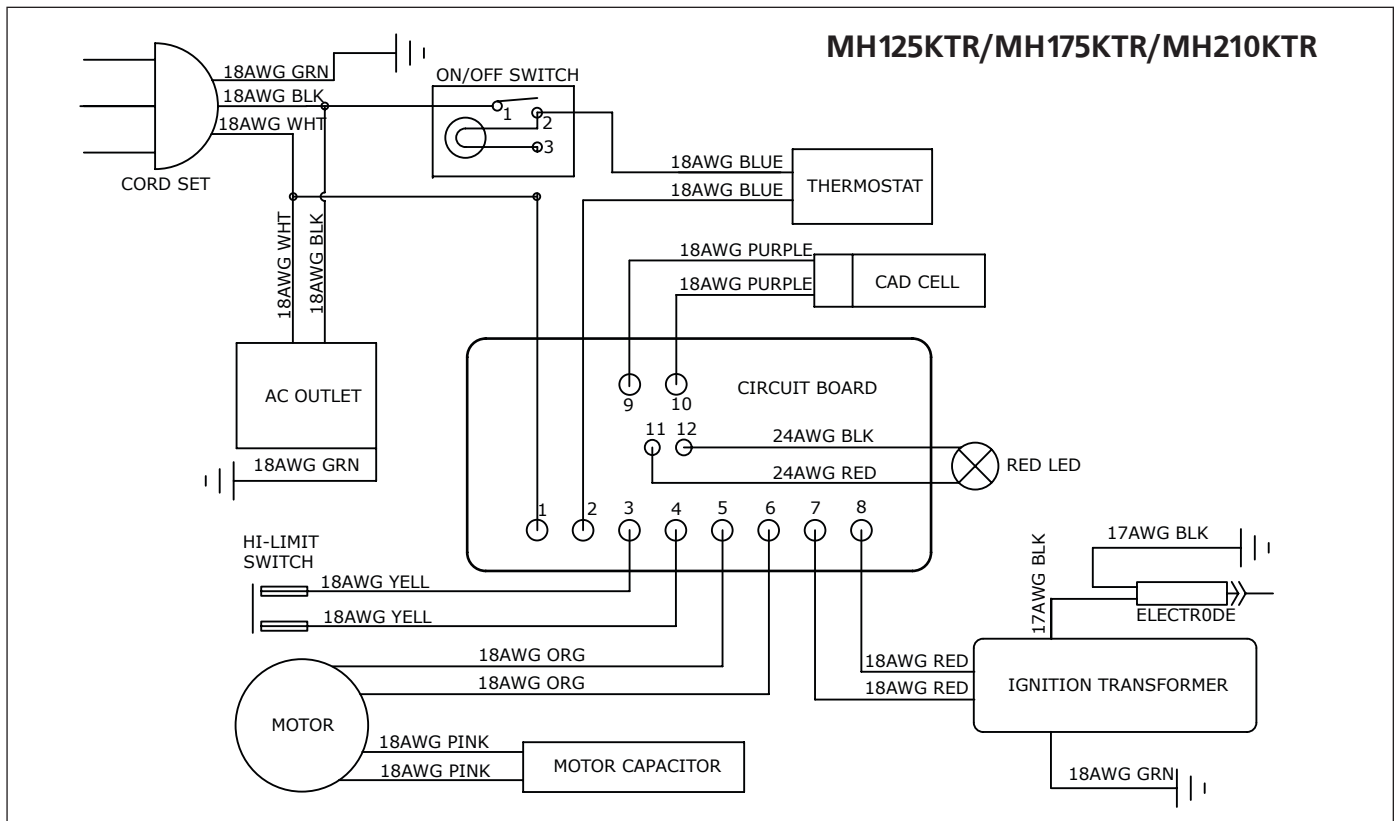 MH125KTR/MH175KTR/MH210KTR
18AWG GRN
18AWG BLK
18AWG WHT
CORD SET
ON/OFF SWITCH
1
2
3
18AWG BLUE
18AWG BLUE
THERMOSTAT
18AWG PURPLE
18AWG PURPLE
CAD CELL
18AWG WHT
18AWG BLK
AC OUTLET
18AWG GRN
CIRCUIT BOARD
9
10
11
12
24AWG BLK
24AWG RED
RED LED
1
2
3
4
5
6
7
8
HI-LIMIT
SWITCH
18AWG YELL
18AWG YELL
17AWG BLK
17AWG BLK
ELECTR0DE
18AWG ORG
18AWG ORG
18AWG RED
18AWG RED
IGNITION TRANSFORMER
MOTOR
18AWG PINK
18AWG PINK
MOTOR CAPACITOR
18AWG GRN